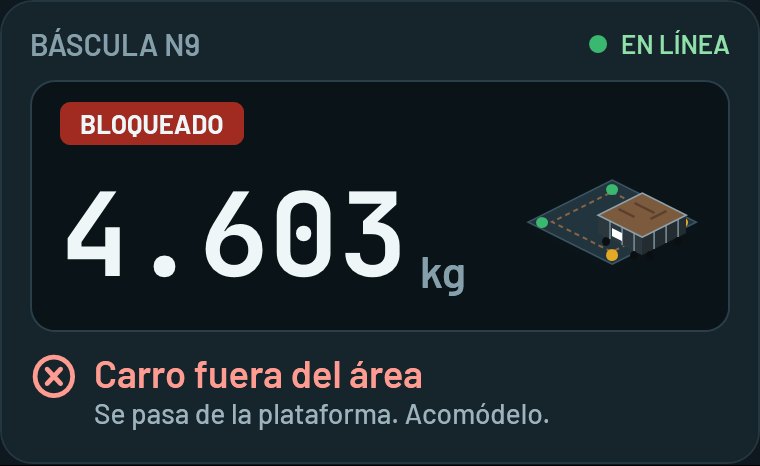 BÁSCULA N9
EN LÍNEA
BLOQUEADO
4.603 kg
Carro fuera del área
Se pasa de la plataforma. Acomódelo.